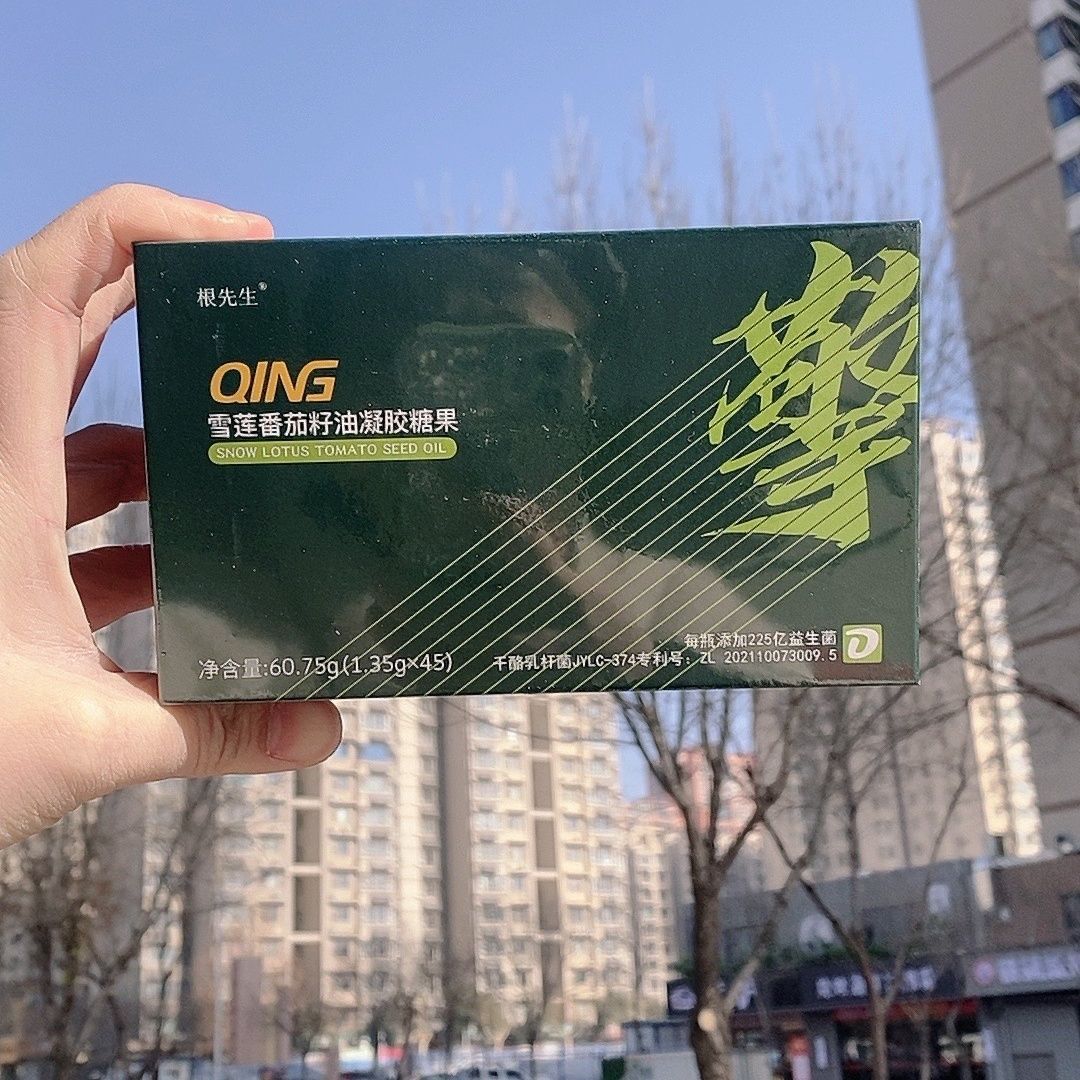 根先生®
QING
雪莲番茄籽油凝胶糖果
SNOW LOTUS TOMATO SEED OIL
擎
净含量:60.75g(1.35g×45)
每瓶添加225亿益生菌
干酪乳杆菌JYLC-374专利号：ZL 202110073009.5
D